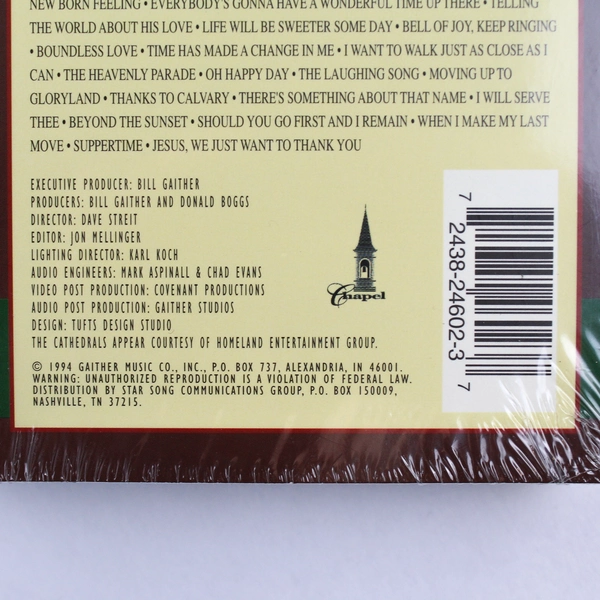 NEW BORN FEELING • EVERYBODY'S GONNA HAVE A WONDERFUL TIME UP THERE • TELLING
THE WORLD ABOUT HIS LOVE • LIFE WILL BE SWEETER SOME DAY • BELL OF JOY, KEEP RINGING
• BOUNDLESS LOVE • TIME HAS MADE A CHANGE IN ME • I WANT TO WALK JUST AS CLOSE AS I
CAN • THE HEAVENLY PARADE • OH HAPPY DAY • THE LAUGHING SONG • MOVING UP TO
GLORYLAND • THANKS TO CALVARY • THERE'S SOMETHING ABOUT THAT NAME • I WILL SERVE
THEE • BEYOND THE SUNSET • SHOULD YOU GO FIRST AND I REMAIN • WHEN I MAKE MY LAST
MOVE • SUPPERTIME • JESUS, WE JUST WANT TO THANK YOU
EXECUTIVE PRODUCER: BILL GAITHER
PRODUCERS: BILL GAITHER AND DONALD BOGGS
DIRECTOR: DAVE STREIT
EDITOR: JON MELLINGER
LIGHTING DIRECTOR: KARL KOCH
AUDIO ENGINEERS: MARK ASPINALL & CHAD EVANS
VIDEO POST PRODUCTION: COVENANT PRODUCTIONS
AUDIO POST PRODUCTION: GAITHER STUDIOS
DESIGN: TUFTS DESIGN STUDIO
THE CATHEDRALS APPEAR COURTESY OF HOMELAND ENTERTAINMENT GROUP.
© 1994 GAITHER MUSIC CO., INC., P.O. BOX 737, ALEXANDRIA, IN 46001.
WARNING: UNAUTHORIZED REPRODUCTION IS A VIOLATION OF FEDERAL LAW.
DISTRIBUTION BY STAR SONG COMMUNICATIONS GROUP, P.O. BOX 150009,
NASHVILLE, TN 37215.
Chapel
7 2438-24602-3 7